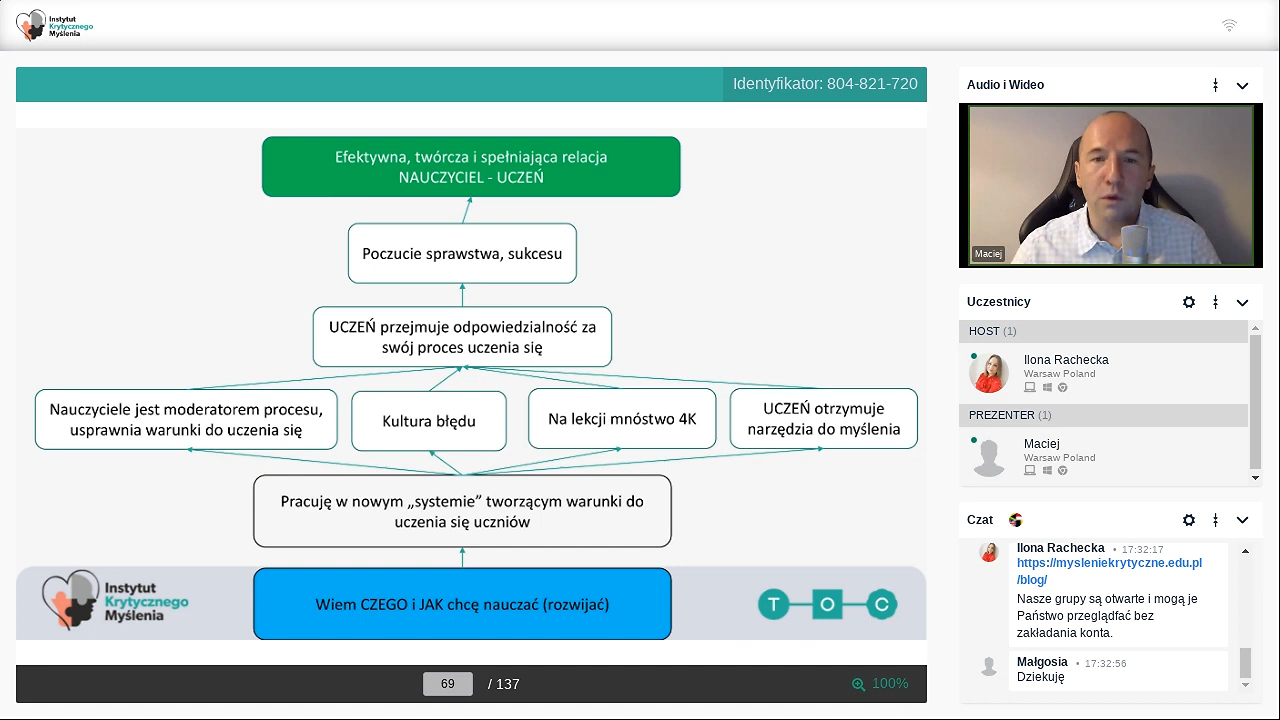 Instytut
Krytycznego
Myślenia
Identyfikator: 804-821-720
Efektywna, twórcza i spełniająca relacja
NAUCZYCIEL - UCZEŃ
Poczucie sprawstwa, sukcesu
UCZEŃ przejmuje odpowiedzialność za
swój proces uczenia się
Nauczyciele jest moderatorem procesu,
usprawnia warunki do uczenia się
Kultura błędu
Na lekcji mnóstwo 4K
UCZEŃ otrzymuje
narzędzia do myślenia
Pracuję w nowym „systemie” tworzącym warunki do
uczenia się uczniów
Wiem CZEGO i JAK chcę nauczać (rozwijać)
Instytut
Krytycznego
Myślenia
T O C
69 / 137
100%
Audio i Wideo
Maciej
Uczestnicy
HOST (1)
Ilona Rachecka
Warsaw Poland
PREZENTER (1)
Maciej
Warsaw Poland
Czat
Ilona Rachecka • 17:32:17
https://mysleniekrytyczne.edu.pl
/blog/
Nasze grupy są otwarte i mogą je
Państwo przeglądfać bez
zakładania konta.
Małgosia • 17:32:56
Dziekuję